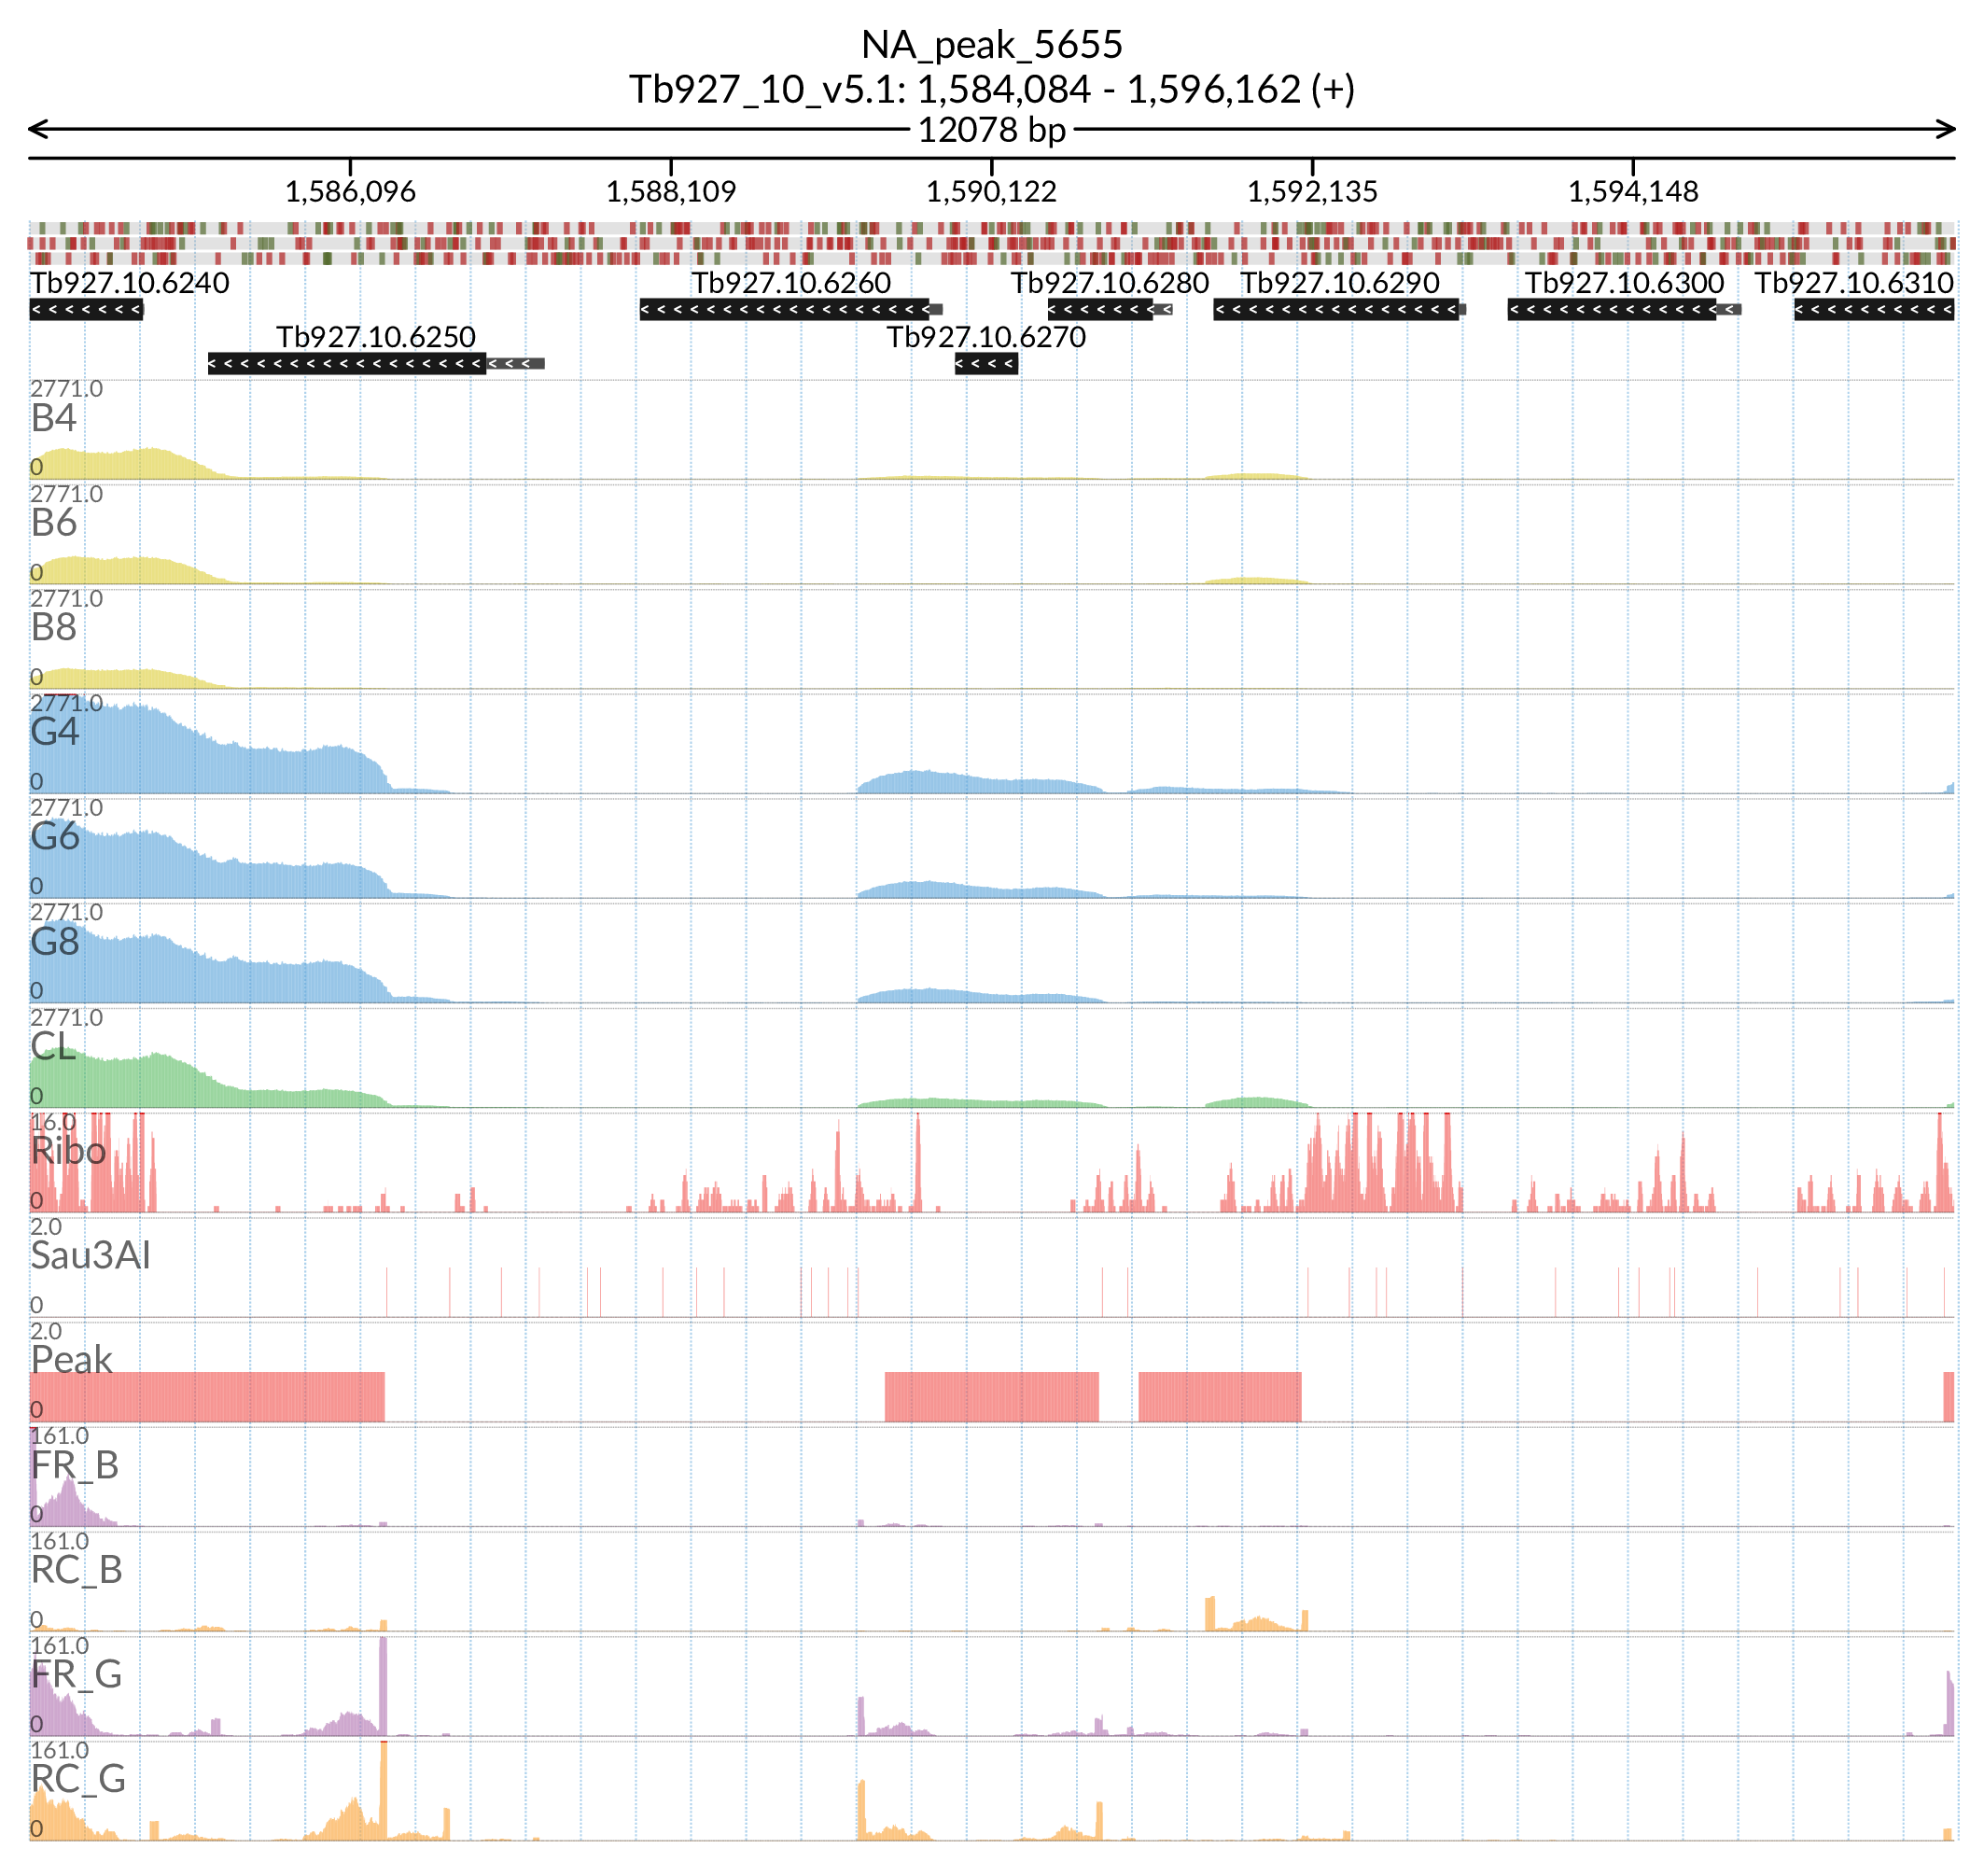 NA_peak_5655
Tb927_10_v5.1: 1,584,084 - 1,596,162 (+)
12078 bp
1,586,096 1,588,109 1,590,122 1,592,135 1,594,148
Tb927.10.6240 Tb927.10.6260 Tb927.10.6280 Tb927.10.6290 Tb927.10.6300 Tb927.10.6310
Tb927.10.6250 Tb927.10.6270
2771.0
B4
0
2771.0
B6
0
2771.0
B8
0
2771.0
G4
0
2771.0
G6
0
2771.0
G8
0
2771.0
CL
0
16.0
Ribo
0
2.0
Sau3AI
0
2.0
Peak
0
161.0
FR_B
0
161.0
RC_B
0
161.0
FR_G
0
161.0
RC_G
0